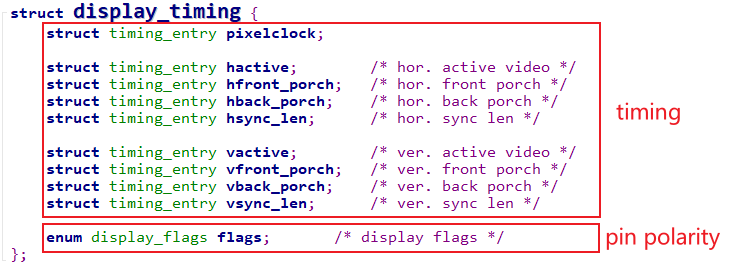 struct display_timing {
struct timing_entry pixelclock;
struct timing_entry hactive; /* hor. active video */
struct timing_entry hfront_porch; /* hor. front porch */
struct timing_entry hback_porch; /* hor. back porch */
struct timing_entry hsync_len; /* hor. sync len */
struct timing_entry vactive; /* ver. active video */
struct timing_entry vfront_porch; /* ver. front porch */
struct timing_entry vback_porch; /* ver. back porch */
struct timing_entry vsync_len; /* ver. sync len */
timing
enum display_flags flags; /* display flags */
pin polarity
};